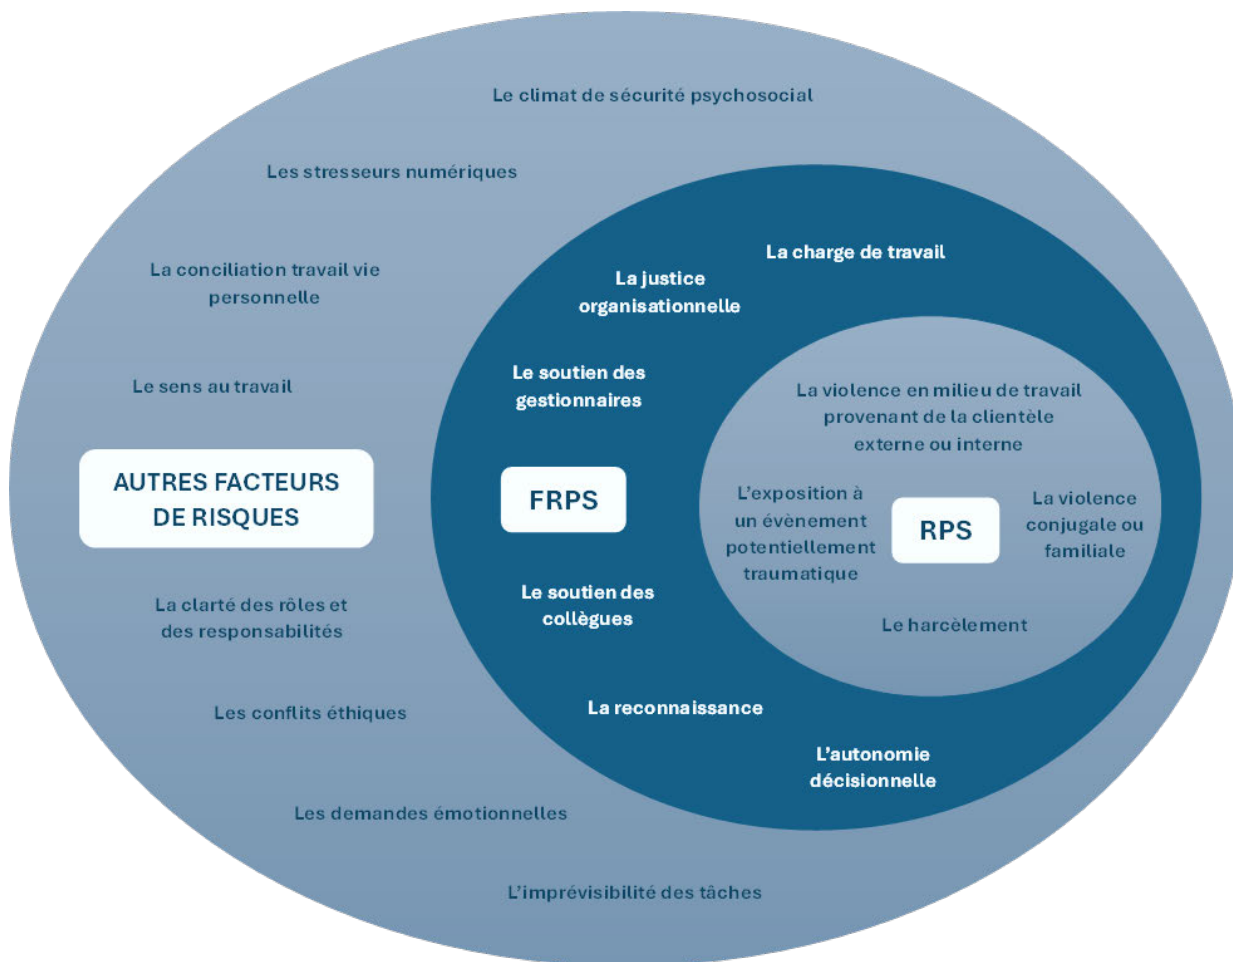 Le climat de sécurité psychosocial
Les stresseurs numériques
La conciliation travail vie
personnelle
Le sens au travail
AUTRES FACTEURS
DE RISQUES
La clarté des rôles et
des responsabilités
Les conflits éthiques
Les demandes émotionnelles
L'imprévisibilité des tâches
La charge de travail
La justice
organisationnelle
Le soutien des
gestionnaires
FRPS
Le soutien des
collègues
La reconnaissance
L'autonomie
décisionnelle
La violence en milieu de travail
provenant de la clientèle
externe ou interne
L'exposition à
un évènement
potentiellement
traumatique
RPS
La violence
conjugale ou
familiale
Le harcèlement